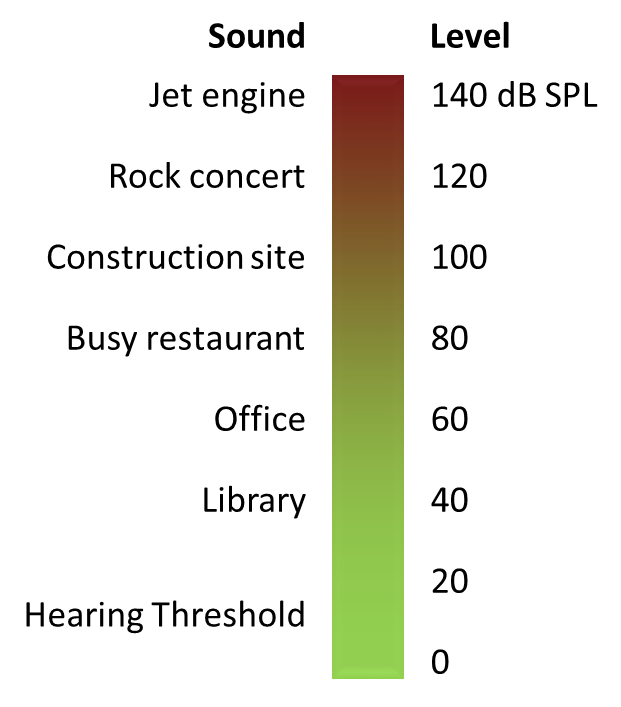 Sound Level
Jet engine 140 dB SPL
Rock concert 120
Construction site 100
Busy restaurant 80
Office 60
Library 40
20
Hearing Threshold
0